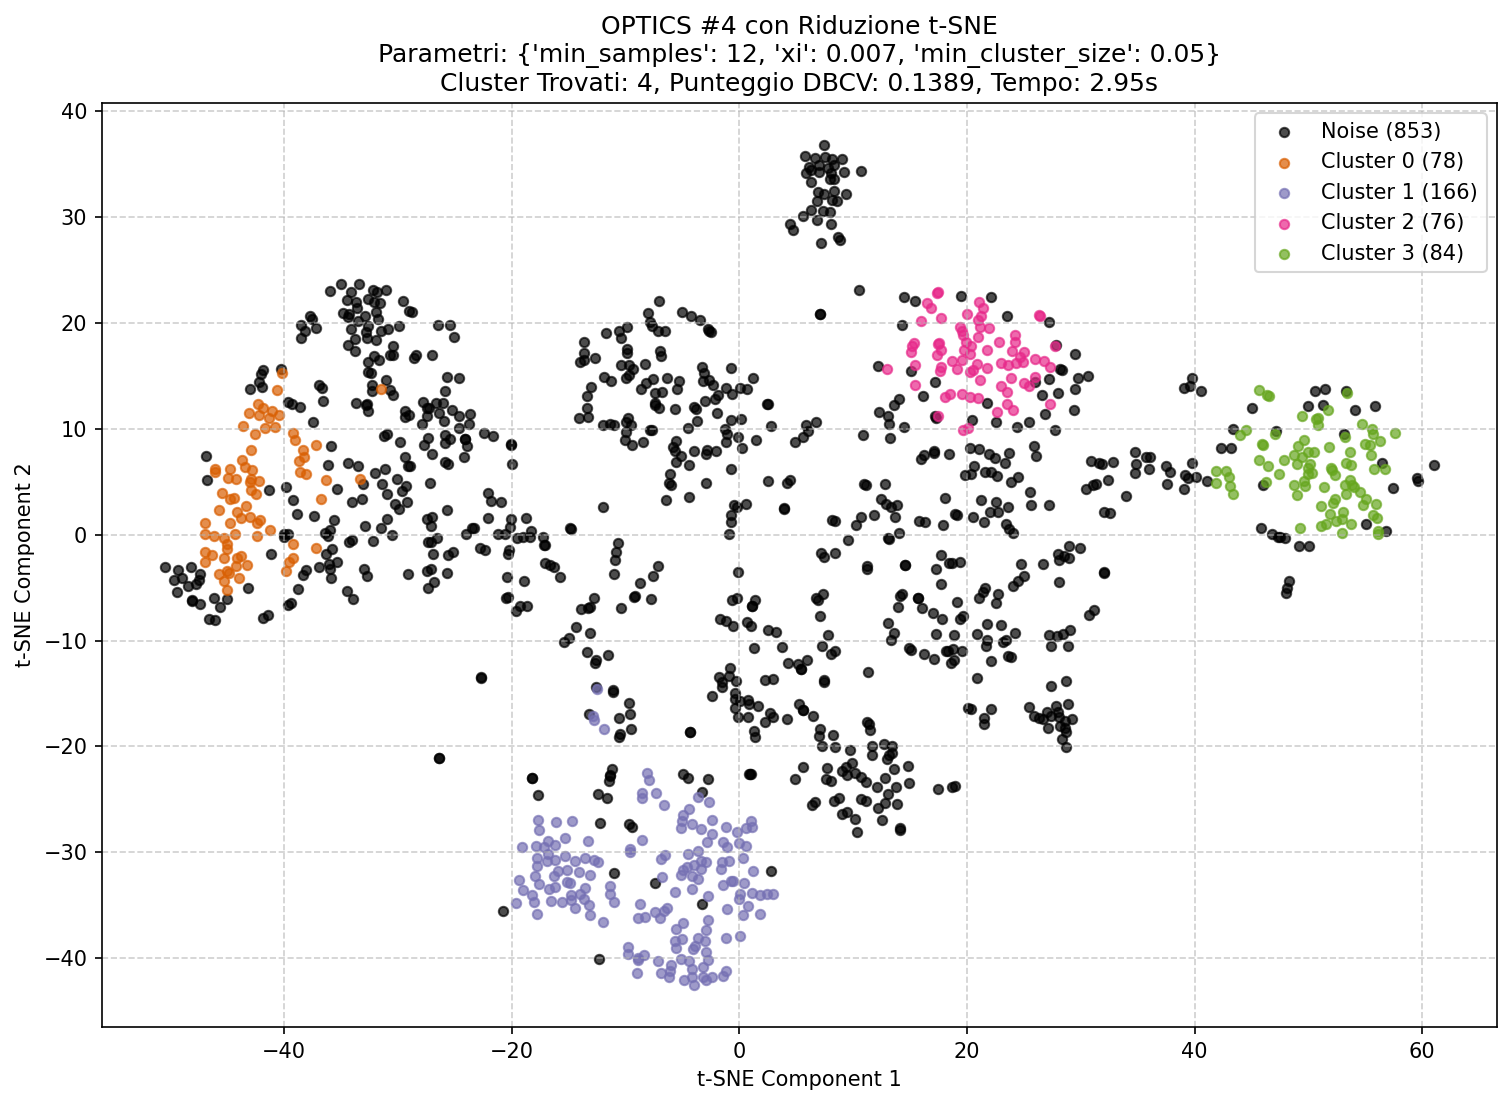 OPTICS #4 con Riduzione t-SNE
Parametri: {'min_samples': 12, 'xi': 0.007, 'min_cluster_size': 0.05}
Cluster Trovati: 4, Punteggio DBCV: 0.1389, Tempo: 2.95s
Noise (853)
Cluster 0 (78)
Cluster 1 (166)
Cluster 2 (76)
Cluster 3 (84)
t-SNE Component 2
40
30
20
10
0
−10
−20
−30
−40
−40
−20
0
20
40
60
t-SNE Component 1